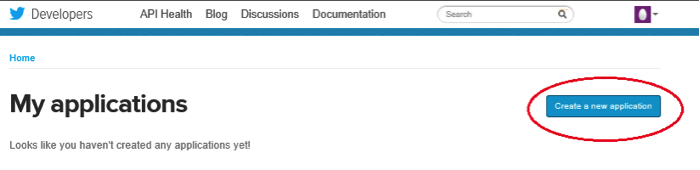 Developers API Health Blog Discussions Documentation Search
Home
My applications Create a new application
Looks like you haven't created any applications yet!